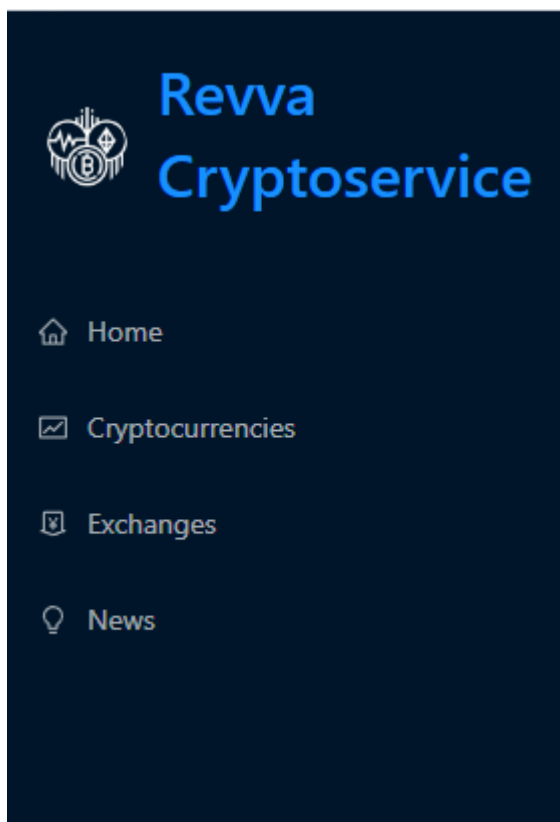 Revva
Cryptoservice
Home
Cryptocurrencies
Exchanges
News